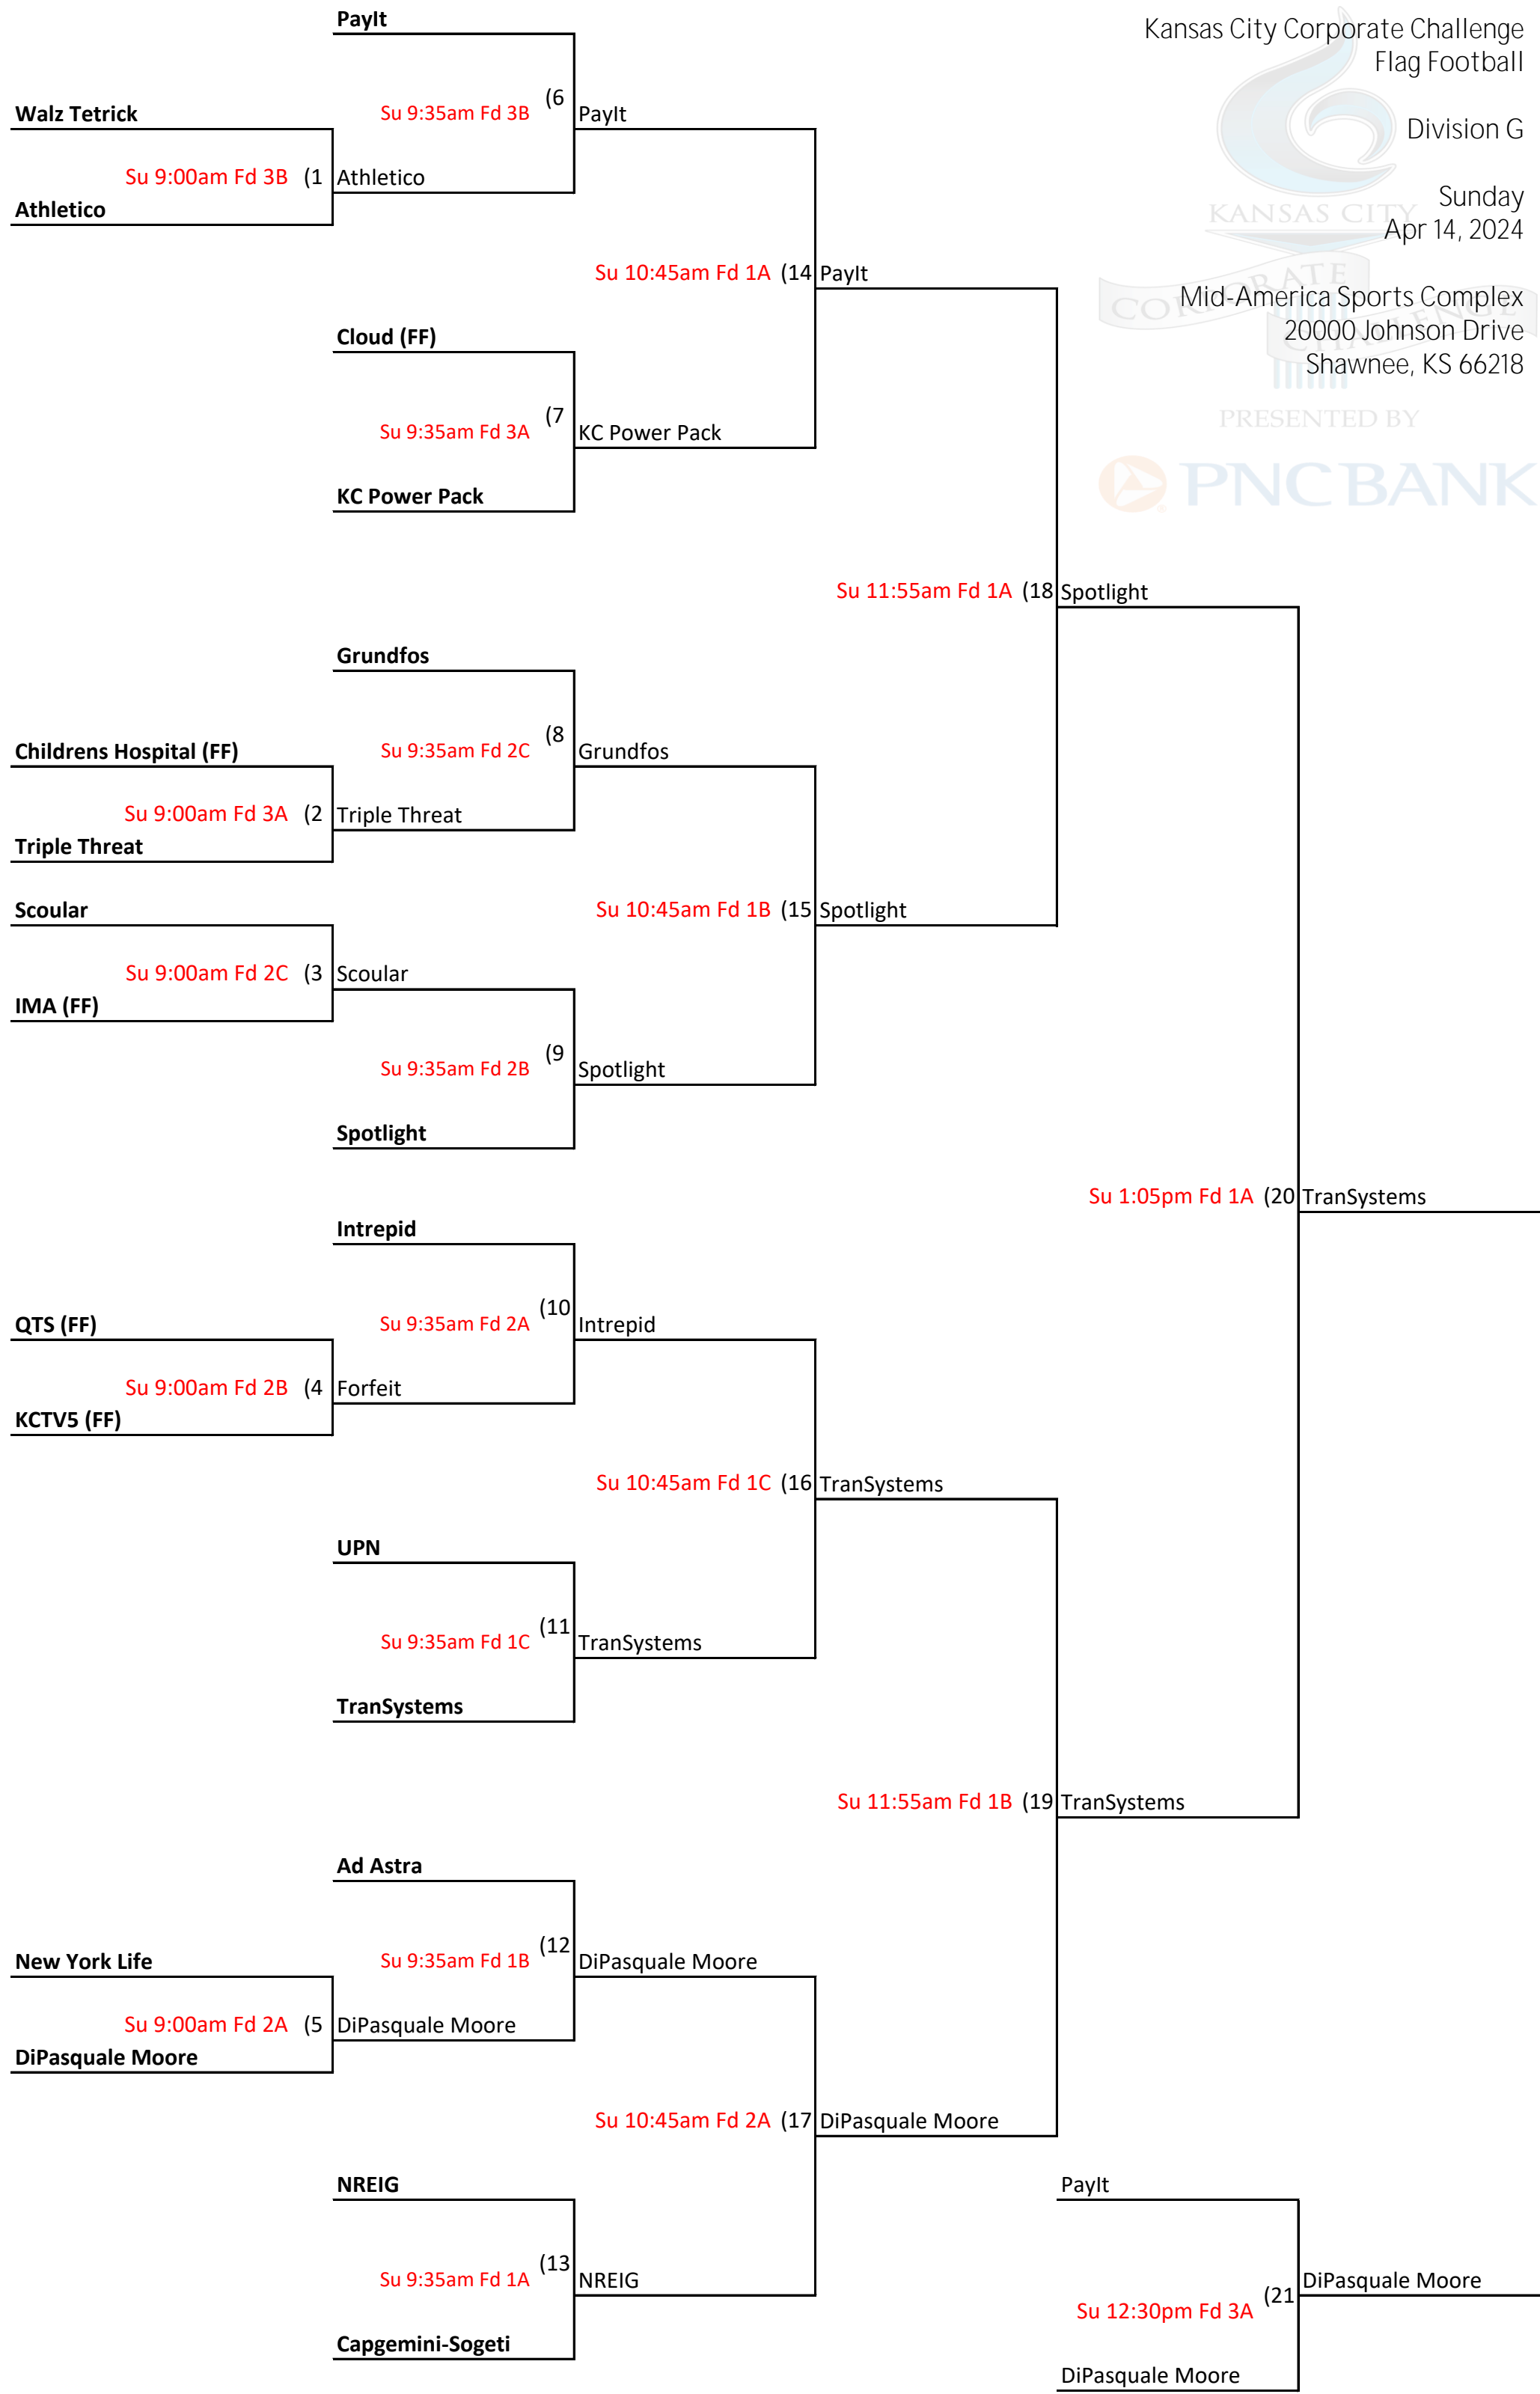 Kansas City Corporate Challenge
Flag Football
Division G
Sunday
Apr 14, 2024
Mid-America Sports Complex
20000 Johnson Drive
Shawnee, KS 66218
KANSAS CITY
CORPORATE
CHALLENGE
PRESENTED BY
PNC BANK
PayIt
Su 9:35am Fd 3B (6
Walz Tetrick
PayIt
Su 9:00am Fd 3B (1
Athletico
Athletico
Su 10:45am Fd 1A (14
PayIt
Cloud (FF)
Su 9:35am Fd 3A (7
KC Power Pack
KC Power Pack
Su 11:55am Fd 1A (18
Spotlight
Grundfos
Su 9:35am Fd 2C (8
Childrens Hospital (FF)
Grundfos
Su 9:00am Fd 3A (2
Triple Threat
Triple Threat
Scoular
Su 10:45am Fd 1B (15
Spotlight
Su 9:00am Fd 2C (3
Scoular
IMA (FF)
Su 9:35am Fd 2B (9
Spotlight
Spotlight
Su 1:05pm Fd 1A (20
TranSystems
Intrepid
Su 9:35am Fd 2A (10
QTS (FF)
Intrepid
Su 9:00am Fd 2B (4
Forfeit
KCTV5 (FF)
Su 10:45am Fd 1C (16
TranSystems
UPN
Su 9:35am Fd 1C (11
TranSystems
TranSystems
Su 11:55am Fd 1B (19
TranSystems
Ad Astra
Su 9:35am Fd 1B (12
New York Life
DiPasquale Moore
Su 9:00am Fd 2A (5
DiPasquale Moore
DiPasquale Moore
Su 10:45am Fd 2A (17
DiPasquale Moore
NREIG
PayIt
Su 9:35am Fd 1A (13
NREIG
Su 12:30pm Fd 3A (21
DiPasquale Moore
Capgemini-Sogeti
DiPasquale Moore